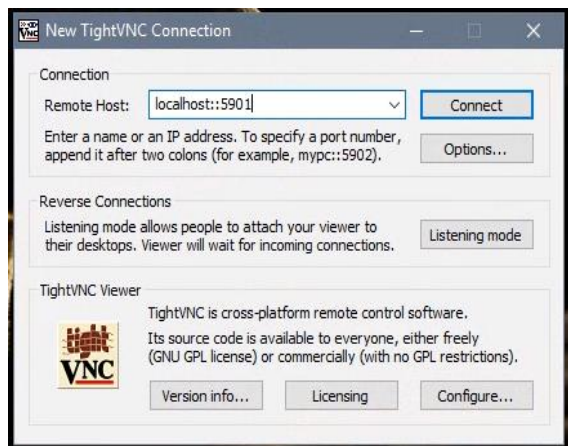 New TightVNC Connection
Connection
Remote Host:
localhost::5901
Connect
Enter a name or an IP address. To specify a port number,
append it after two colons (for example, mypc::5902).
Options...
Reverse Connections
Listening mode allows people to attach your viewer to
their desktops. Viewer will wait for incoming connections.
Listening mode
TightVNC Viewer
TightVNC is cross-platform remote control software.
Its source code is available to everyone, either freely
(GNU GPL license) or commercially (with no GPL restrictions).
tight
VNC
Version info...
Licensing
Configure...